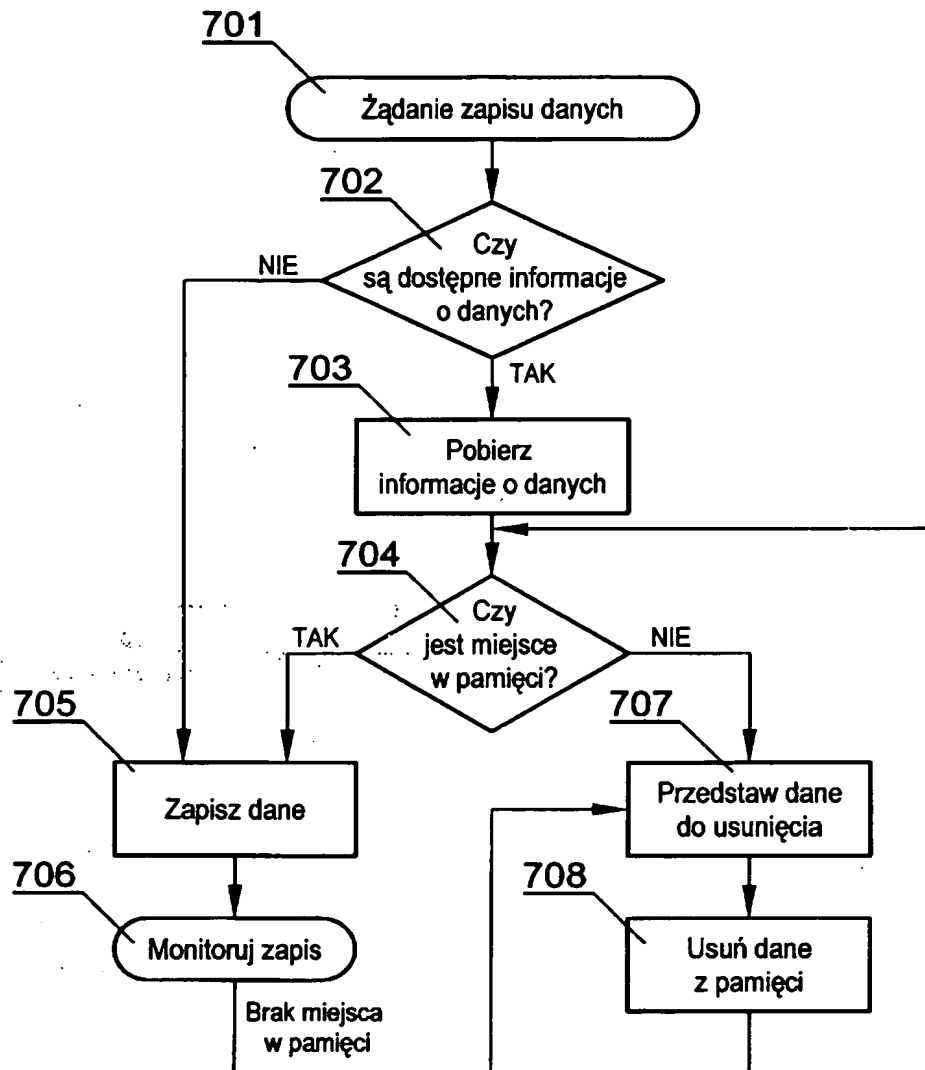 701
Żądanie zapisu danych
702
Czy
są dostępne informacje
o danych?
NIE
TAK
703
Pobierz
informacje o danych
704
Czy
jest miejsce
w pamięci?
TAK
NIE
705
Zapisz dane
707
Przedstaw dane
do usunięcia
706
Monitoruj zapis
708
Usuń dane
z pamięci
Brak miejsca
w pamięci